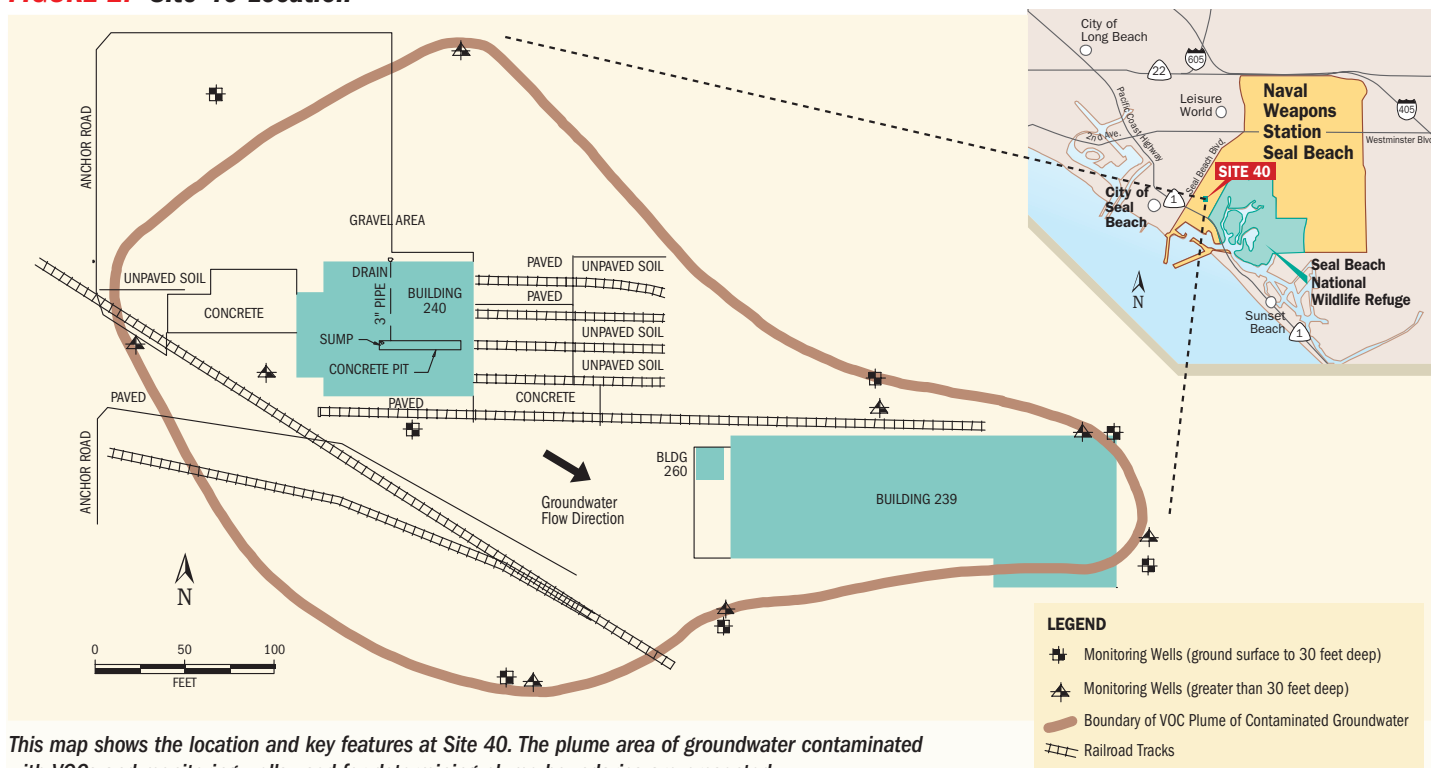 FIGURE 2: Site 40 Location
ANCHOR ROAD
GRAVEL AREA
UNPAVED SOIL
CONCRETE
DRAIN
3" PIPE
BUILDING
240
SUMP
CONCRETE PIT
PAVED
UNPAVED SOIL
PAVED
UNPAVED SOIL
UNPAVED SOIL
PAVED
CONCRETE
PAVED
ANCHOR ROAD
BLDG
260
BUILDING 239
Groundwater
Flow Direction
N
0 50 100
FEET
City of
Long Beach
605
22
Leisure
World
405
Naval
Weapons
Station
Seal Beach
Pacific Coast Highway
2nd Ave.
Westminster Blvd
Seal Beach Blvd.
SITE 40
City of
Seal
Beach
1
N
Seal Beach
National
Wildlife Refuge
Sunset
Beach
1
LEGEND
Monitoring Wells (ground surface to 30 feet deep)
Monitoring Wells (greater than 30 feet deep)
Boundary of VOC Plume of Contaminated Groundwater
Railroad Tracks
This map shows the location and key features at Site 40. The plume area of groundwater contaminated